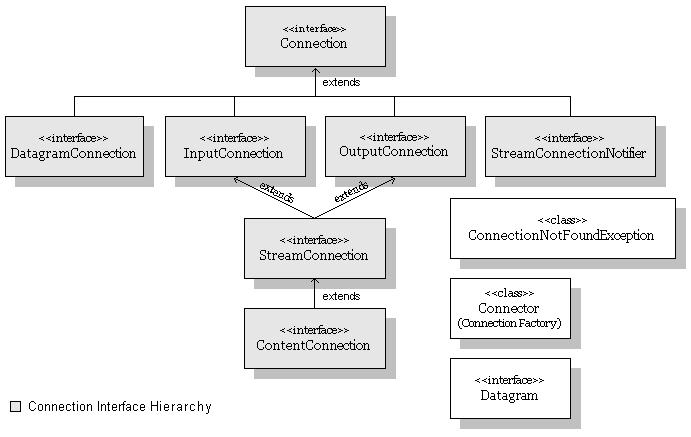 <<interface>>
Connection
extends
<<interface>>
DatagramConnection
<<interface>>
InputConnection
<<interface>>
OutputConnection
<<interface>>
StreamConnectionNotifier
extends
extends
<<interface>>
StreamConnection
<<class>>
ConnectionNotFoundException
extends
<<class>>
Connector
(Connection Factory)
<<interface>>
ContentConnection
<<interface>>
Datagram
Connection Interface Hierarchy